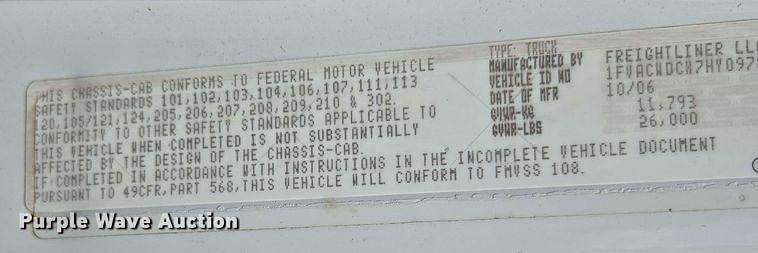 THIS CHASSIS-CAB CONFORMS TO FEDERAL MOTOR VEHICLE
SAFETY STANDARDS 101,102,103,104,106,107,111,113
120,105/121,124,205,206,207,208,209,210 & 302.
CONFORMITY TO OTHER SAFETY STANDARDS APPLICABLE TO
THIS VEHICLE WHEN COMPLETED IS NOT SUBSTANTIALLY
AFFECTED BY THE DESIGN OF THE CHASSIS-CAB.
IF COMPLETED IN ACCORDANCE WITH INSTRUCTIONS IN THE INCOMPLETE VEHICLE DOCUMENT
PURSUANT TO 49CFR,PART 568,THIS VEHICLE WILL CONFORM TO FMVSS 108.
TYPE: TRUCK
MANUFACTURED BY FREIGHTLINER LL
VEHICLE ID NO 1FVACWDCX7HY097
DATE OF MFR 10/06
GVWR-KG 11,793
GVWR-LBS 26,000
Purple Wave Auction